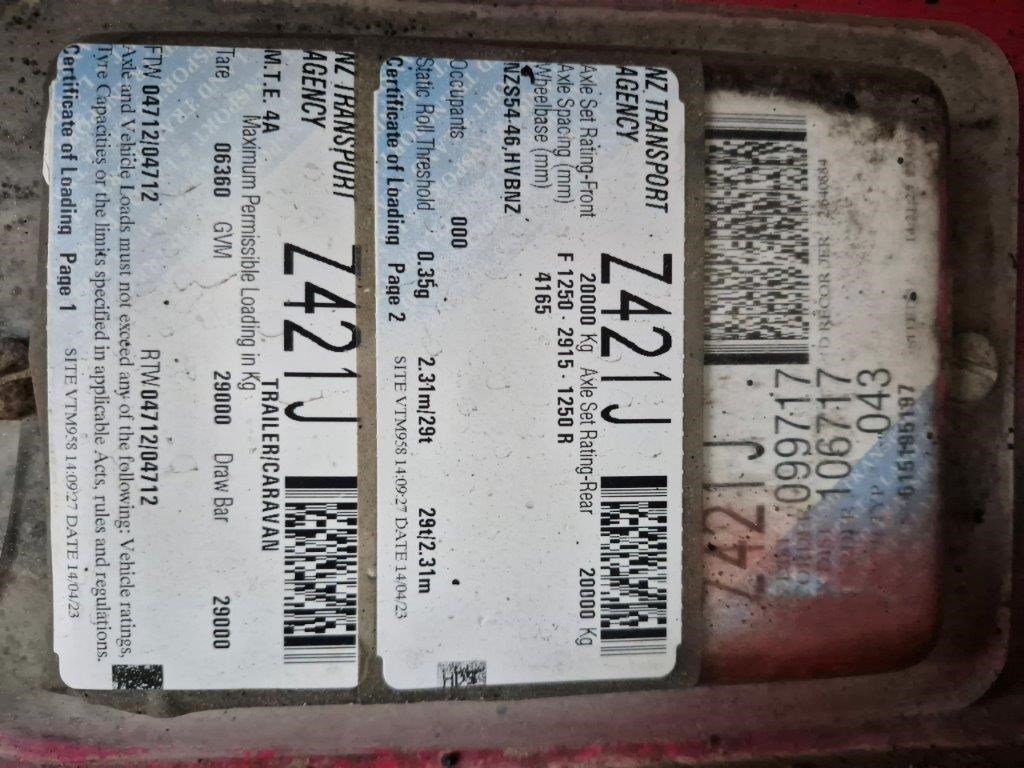 NZ TRANSPORT
AGENCY
Z421J
Axle Set Rating-Front 20000 Kg Axle Set Rating-Rear 20000 Kg
Axle Spacing (mm) F 1250 - 2915 - 1250 R
Wheelbase (mm) 4165
NZS54-46,HVBNZ
Occupants 000
Static Roll Threshold 0.35g 2.31m/29t 29t/2.31m
Certificate of Loading Page 2 SITE VTM958 14:09:27 DATE 14/04/23
NZ TRANSPORT
AGENCY
Z421J
M.T.E. 4A TRAILER/CARAVAN
Maximum Permissible Loading in Kg
Tare 06360 GVM 29000 Draw Bar 29000
FTW 04712/04712 RTW04712/04712
Axle and Vehicle Loads must not exceed any of the following: Vehicle ratings,
Tyre Capacities or the limits specified in applicable Acts, rules and regulations.
Certificate of Loading Page 1 SITE VTM958 14:09:27 DATE 14/04/23